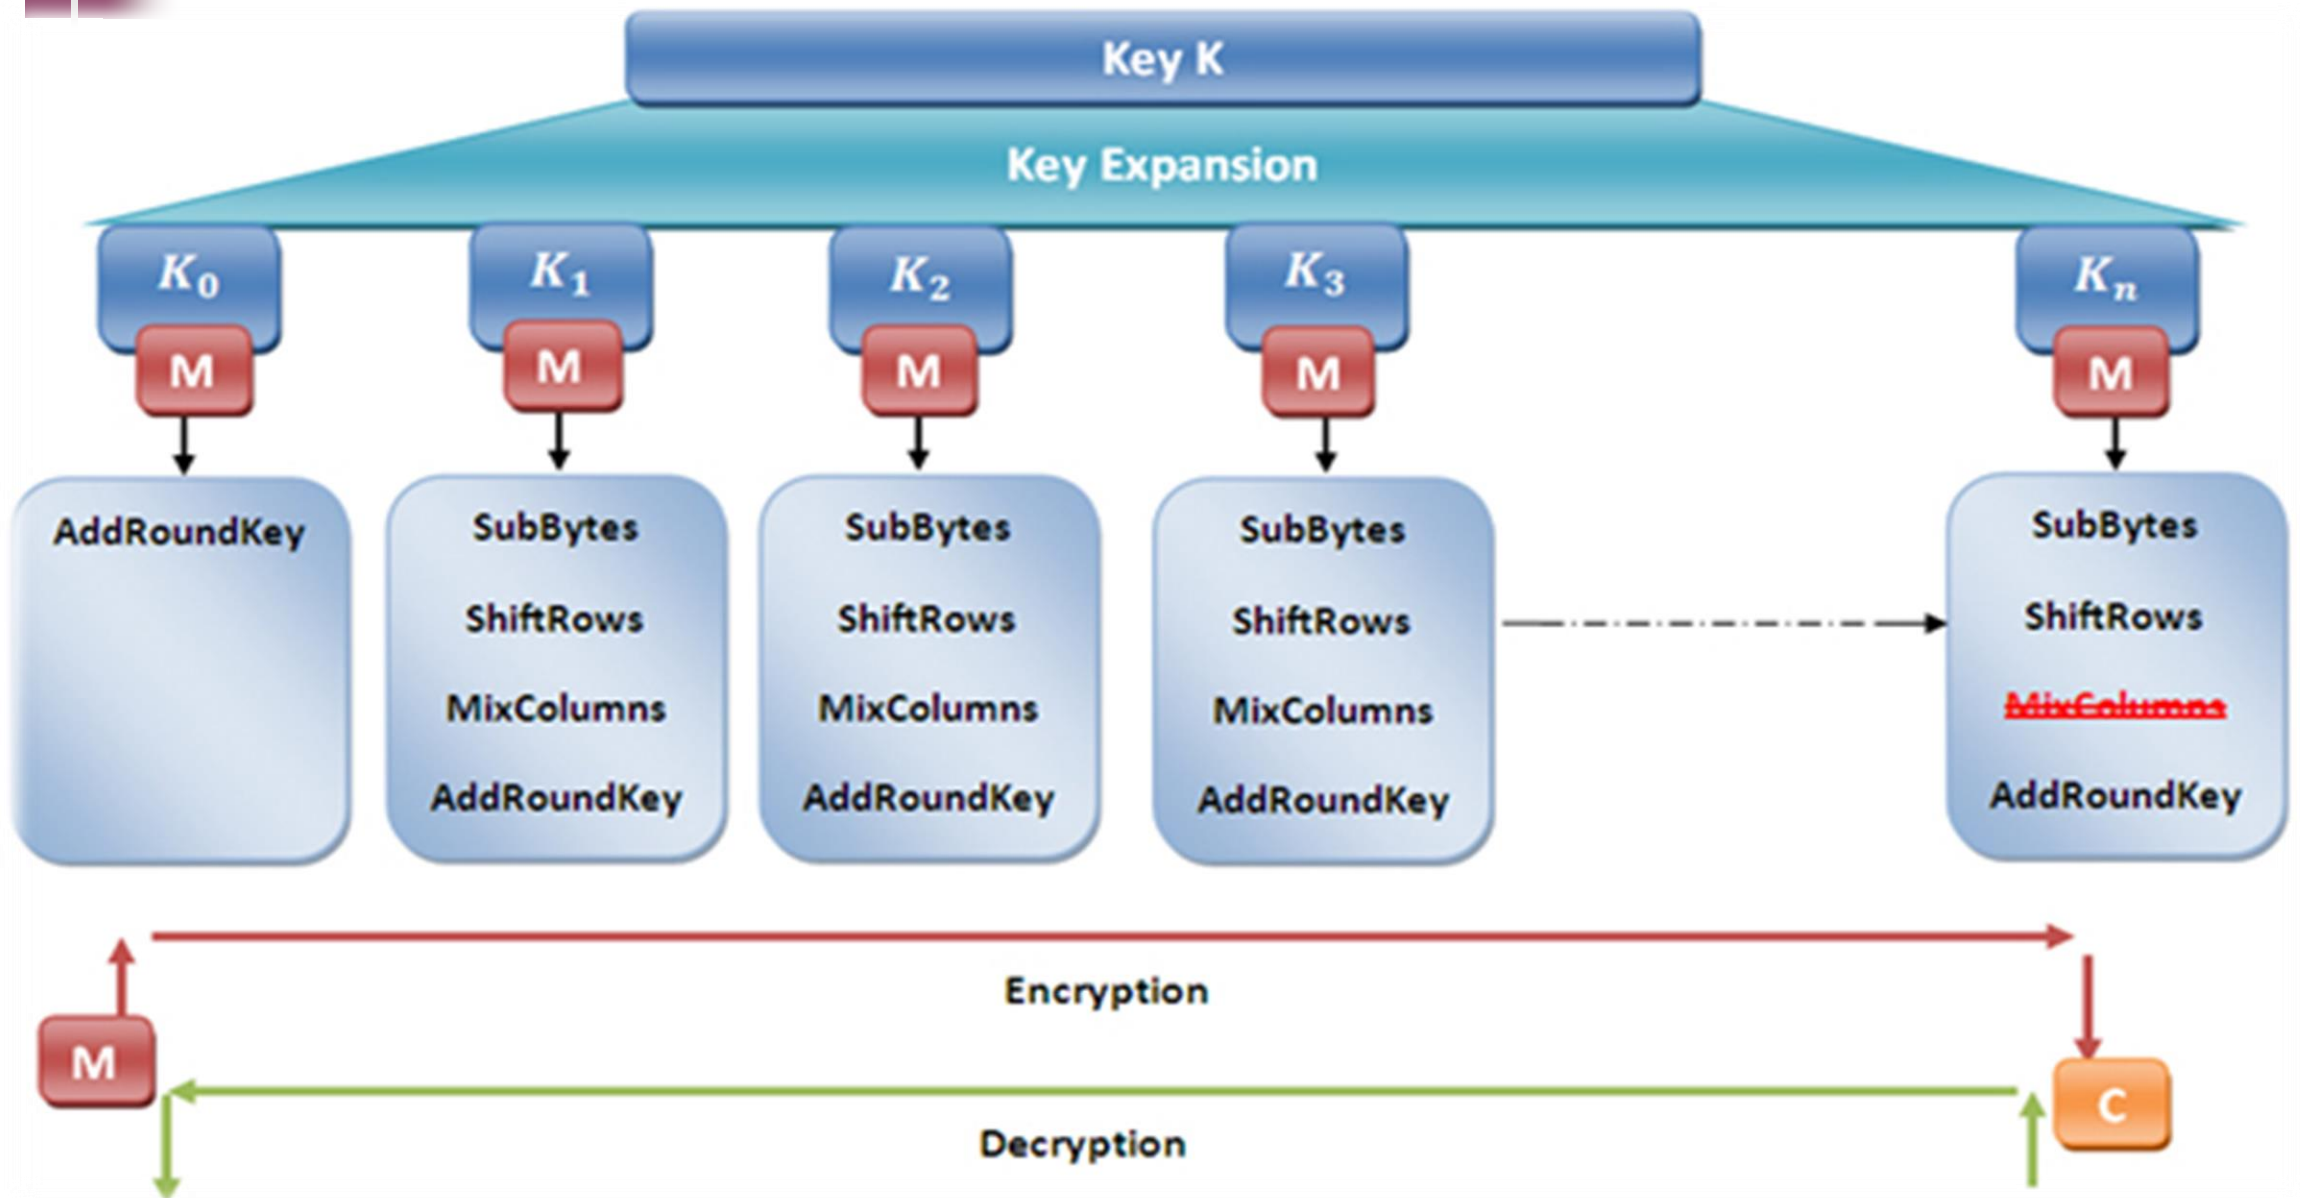 Key K
Key Expansion
K0 K1 K2 K3 Kn
M M M M M
AddRoundKey
SubBytes
ShiftRows
MixColumns
AddRoundKey
SubBytes
ShiftRows
MixColumns
AddRoundKey
SubBytes
ShiftRows
MixColumns
AddRoundKey
SubBytes
ShiftRows
MixColumns
AddRoundKey
Encryption
M
C
Decryption